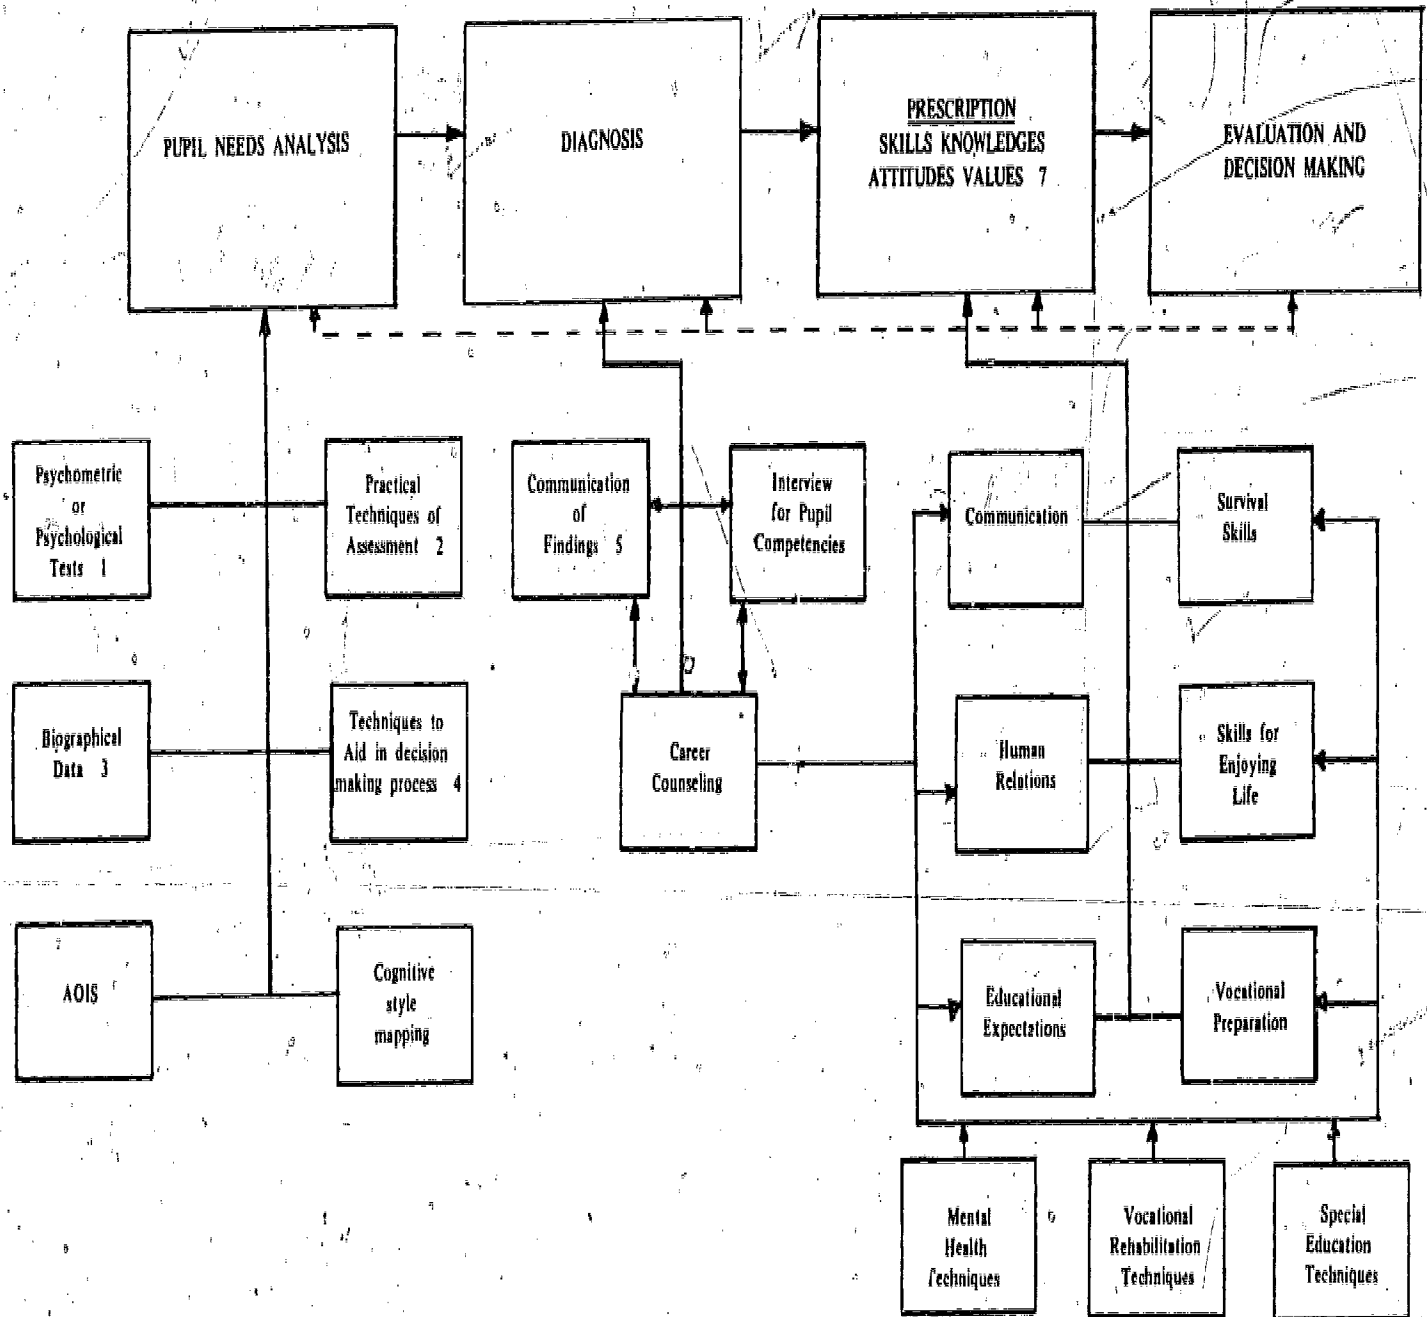 PUPIL NEEDS ANALYSIS
DIAGNOSIS
PRESCRIPTION
SKILLS KNOWLEDGES
ATTITUDES VALUES 7
EVALUATION AND
DECISION MAKING
Psychometric
or
Psychological
Tests 1
Practical
Techniques of
Assessment 2
Communication
of
Findings 5
Interview
for Pupil
Competencies
Communication
Survival
Skills
Biographical
Data 3
Techniques to
Aid in decision
making process 4
Career
Counseling
Human
Relations
Skills for
Enjoying
Life
AOIS
Cognitive
style
mapping
Educational
Expectations
Vocational
Preparation
Mental
Health
Techniques
Vocational
Rehabilitation
Techniques
Special
Education
Techniques